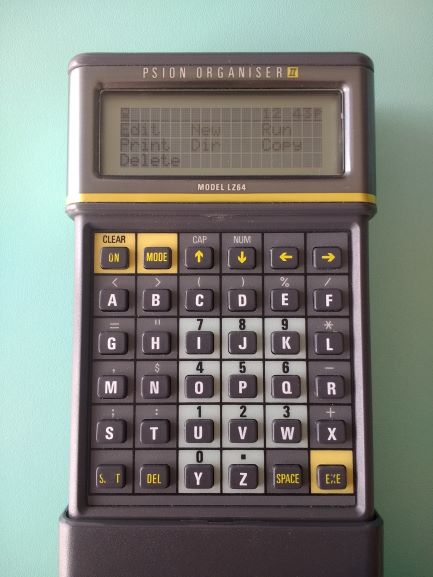 PSION ORGANISER II
12:43P
Edit New Run
Print Dir Copy
Delete
MODEL LZ64
CLEAR CAP NUM
ON MODE ↑ ↓ ← →
< > ( ) % /
A B C D E F
= " 7 8 9 *
G H I J K L
, $ 4 5 6 -
M N O P Q R
; : 1 2 3 +
S T U V W X
0 .
S. T DEL Y Z SPACE EXE